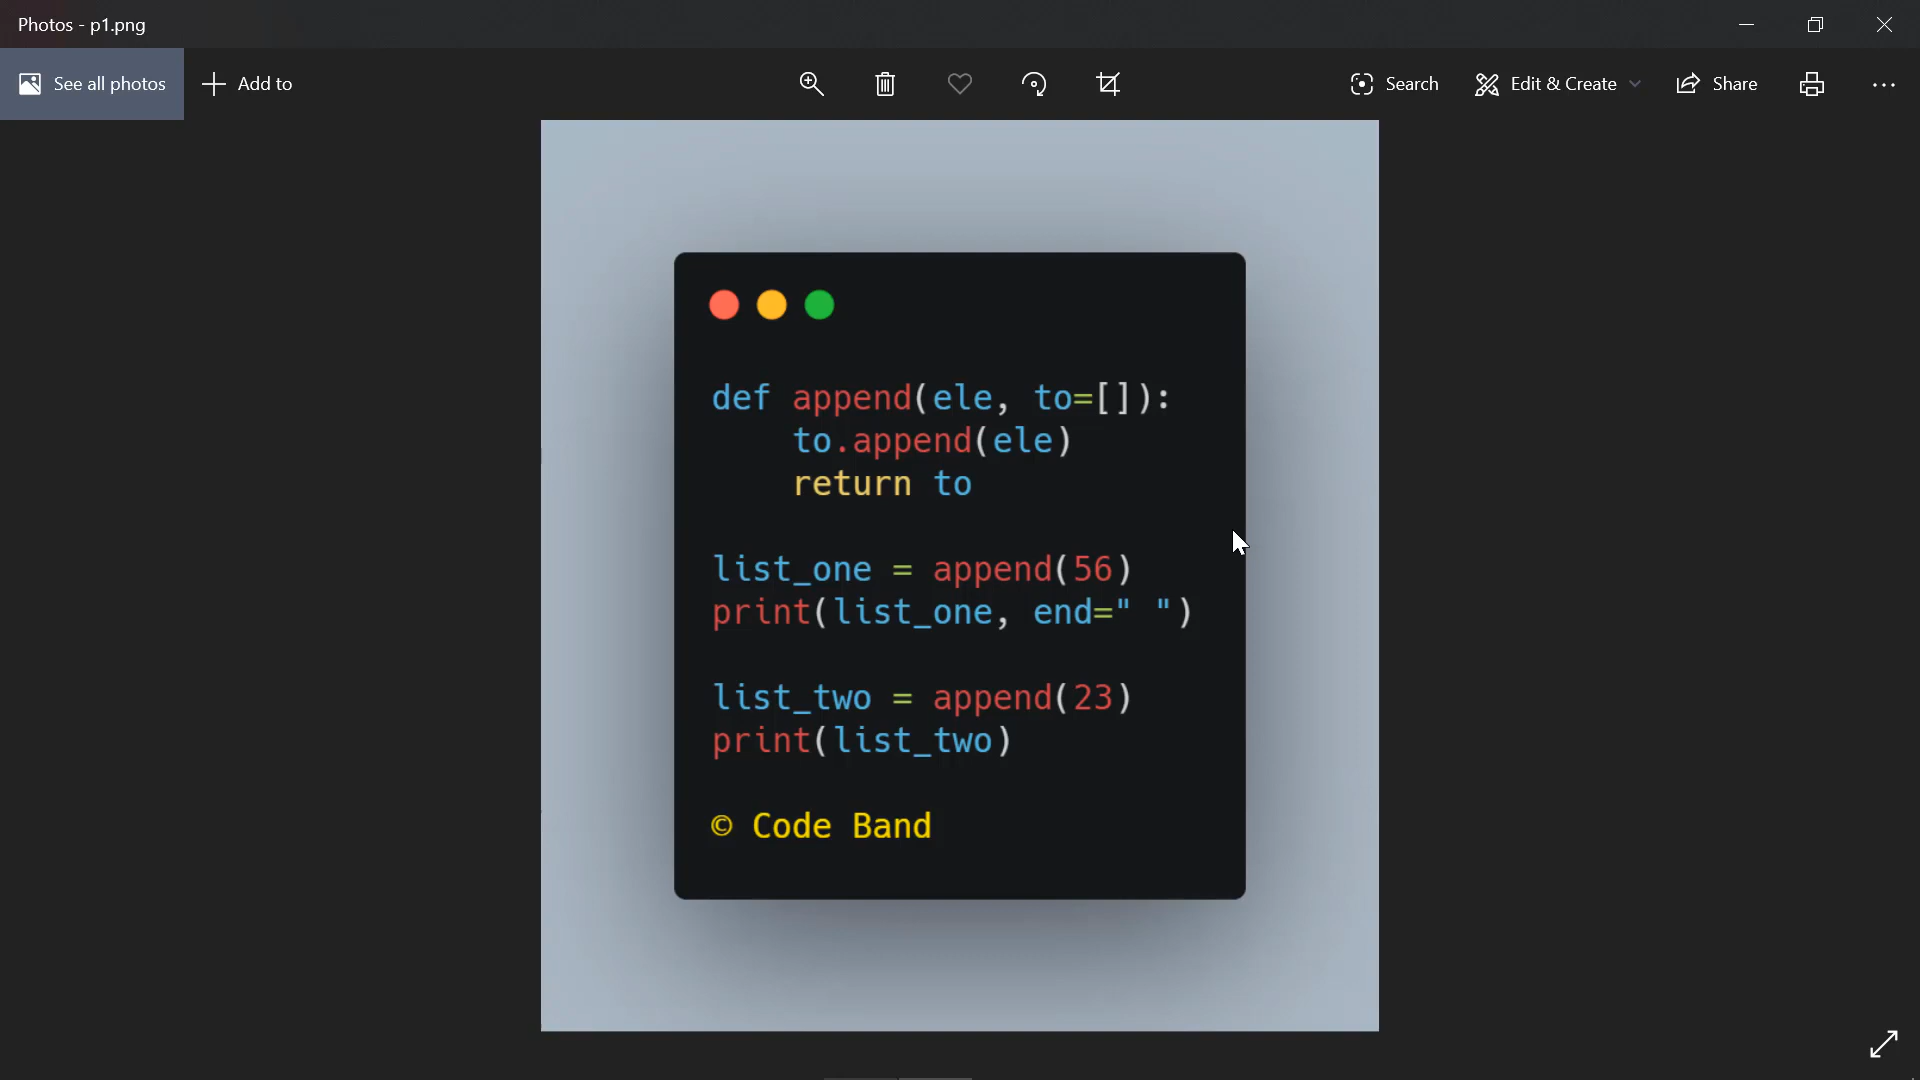 Photos - p1.png
See all photos
Add to
Search
Edit & Create
Share
def append(ele, to=[]):
    to.append(ele)
    return to
list_one = append(56)
print(list_one, end=" ")
list_two = append(23)
print(list_two)
© Code Band